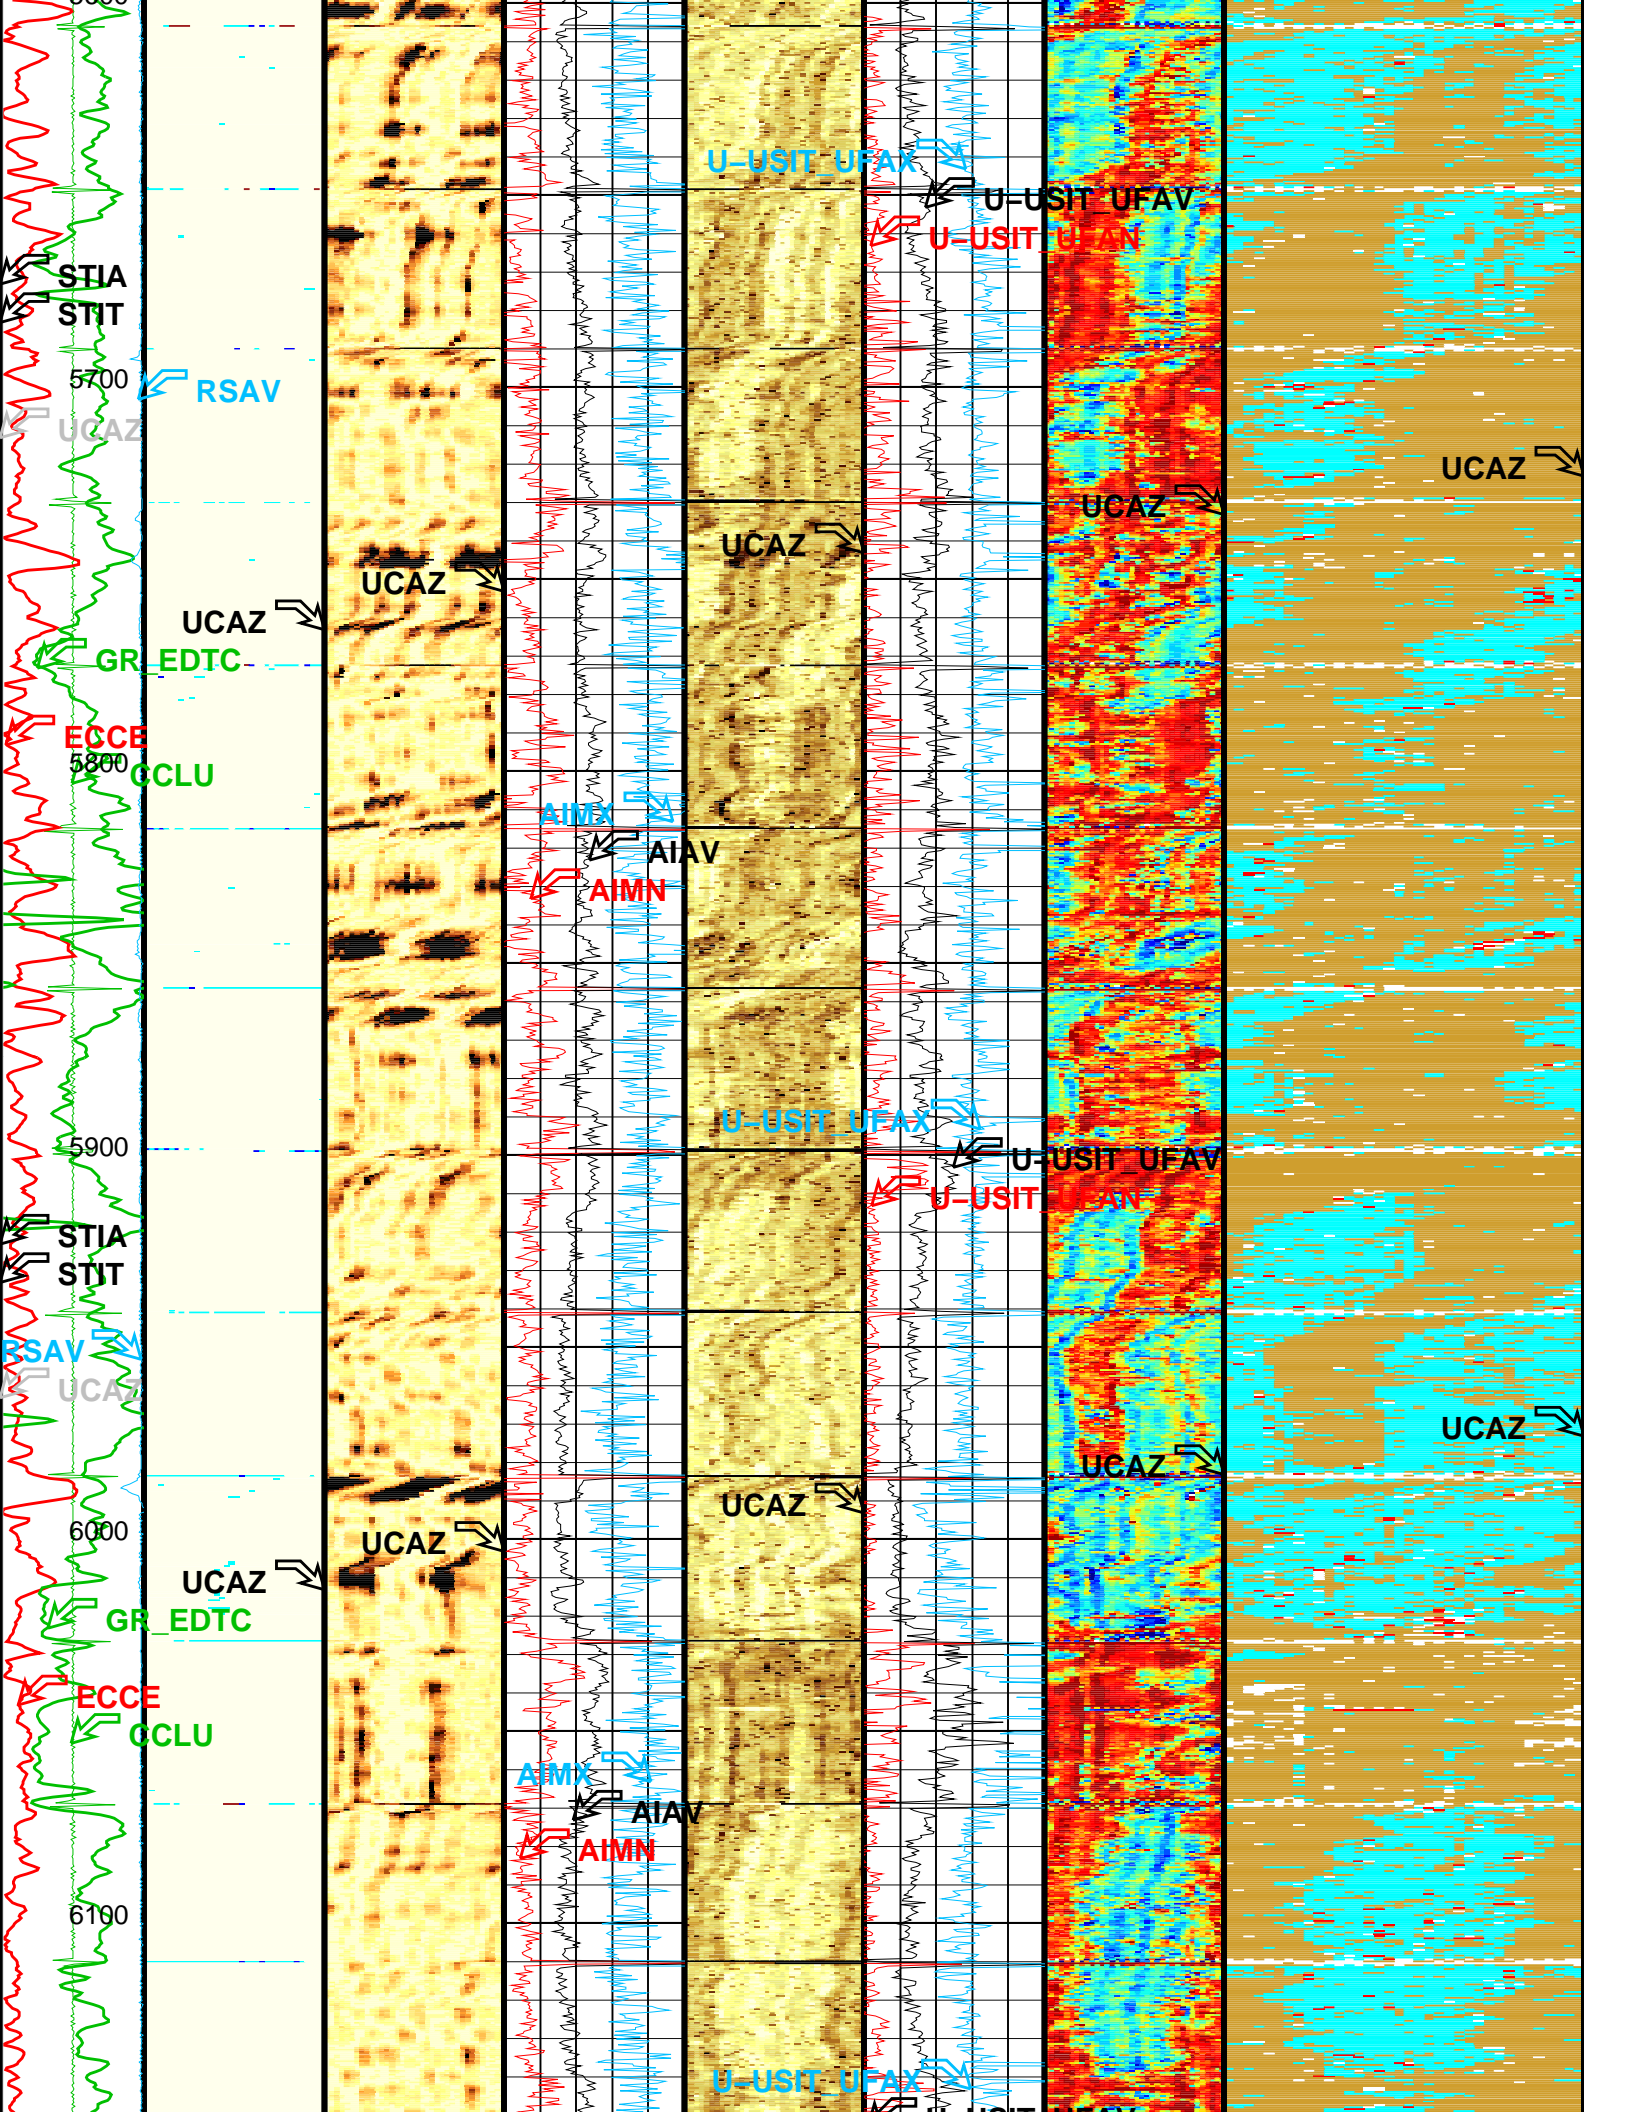 U-USIT_UFAX
U-USIT_UFAV
U-USIT_UFAN
STIA
STIT
5700
RSAV
UCAZ
UCAZ
UCAZ
UCAZ
UCAZ
UCAZ
GR_EDTC
ECCE
5800
CCLU
AIMX
AIAV
AIMN
U-USIT_UFAX
5900
U-USIT_UFAV
U-USIT_UFAN
STIA
STIT
RSAV
UCAZ
UCAZ
UCAZ
UCAZ
6000
UCAZ
UCAZ
GR_EDTC
ECCE
CCLU
AIMX
AIAV
AIMN
6100
U-USIT_UFAX